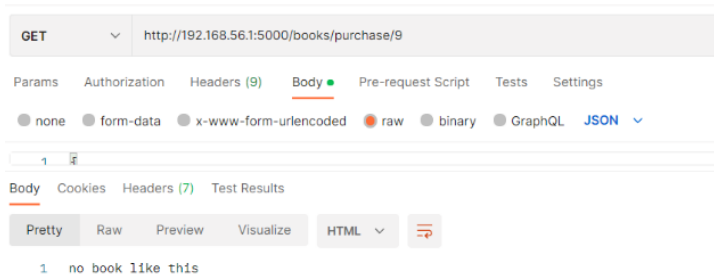 GET http://192.168.56.1:5000/books/purchase/9
Params Authorization Headers (9) Body Pre-request Script Tests Settings
none form-data x-www-form-urlencoded raw binary GraphQL JSON
1 {
Body Cookies Headers (7) Test Results
Pretty Raw Preview Visualize HTML
1 no book like this